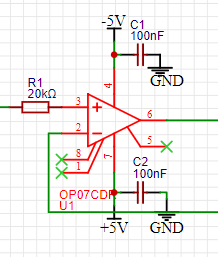 -5V
C1
100nF
GND
4
R1
20kΩ
3
+
6
2
-
5
8
1
7
OP07CDP
U1
C2
100nF
GND
+5V